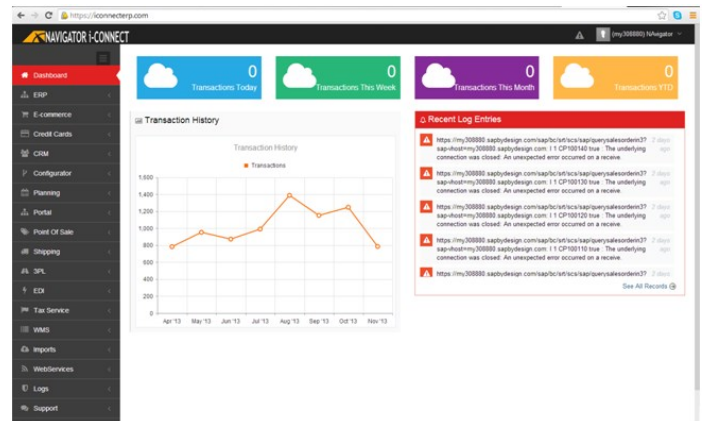 https://iconnecterp.com
NAVIGATOR i-CONNECT
(my308880) NAvigator
Dashboard
ERP
E-commerce
Credit Cards
CRM
Configurator
Planning
Portal
Point Of Sale
Shipping
3PL
EDI
Tax Service
WMS
Imports
WebServices
Logs
Support
0
Transactions Today
0
Transactions This Week
0
Transactions This Month
0
Transactions YTD
Transaction History
Transaction History
Transactions
1,600
1,400
1,200
1,000
800
600
400
200
0
Apr '13 May '13 Jun '13 Jul '13 Aug '13 Sep '13 Oct '13 Nov '13
Recent Log Entries
https://my308880.sapbydesign.com/sap/bc/srt/scs/sap/querysalesorderin3? 2 days
sap-vhost=my308880.sapbydesign.com: I 1 CP100140 true : The underlying ago
connection was closed: An unexpected error occurred on a receive.
https://my308880.sapbydesign.com/sap/bc/srt/scs/sap/querysalesorderin3? 2 days
sap-vhost=my308880.sapbydesign.com: I 1 CP100130 true : The underlying ago
connection was closed: An unexpected error occurred on a receive.
https://my308880.sapbydesign.com/sap/bc/srt/scs/sap/querysalesorderin3? 2 days
sap-vhost=my308880.sapbydesign.com: I 1 CP100120 true : The underlying ago
connection was closed: An unexpected error occurred on a receive.
https://my308880.sapbydesign.com/sap/bc/srt/scs/sap/querysalesorderin3? 2 days
sap-vhost=my308880.sapbydesign.com: I 1 CP100110 true : The underlying ago
connection was closed: An unexpected error occurred on a receive.
https://my308880.sapbydesign.com/sap/bc/srt/scs/sap/querysalesorderin3? 2 days
See All Records